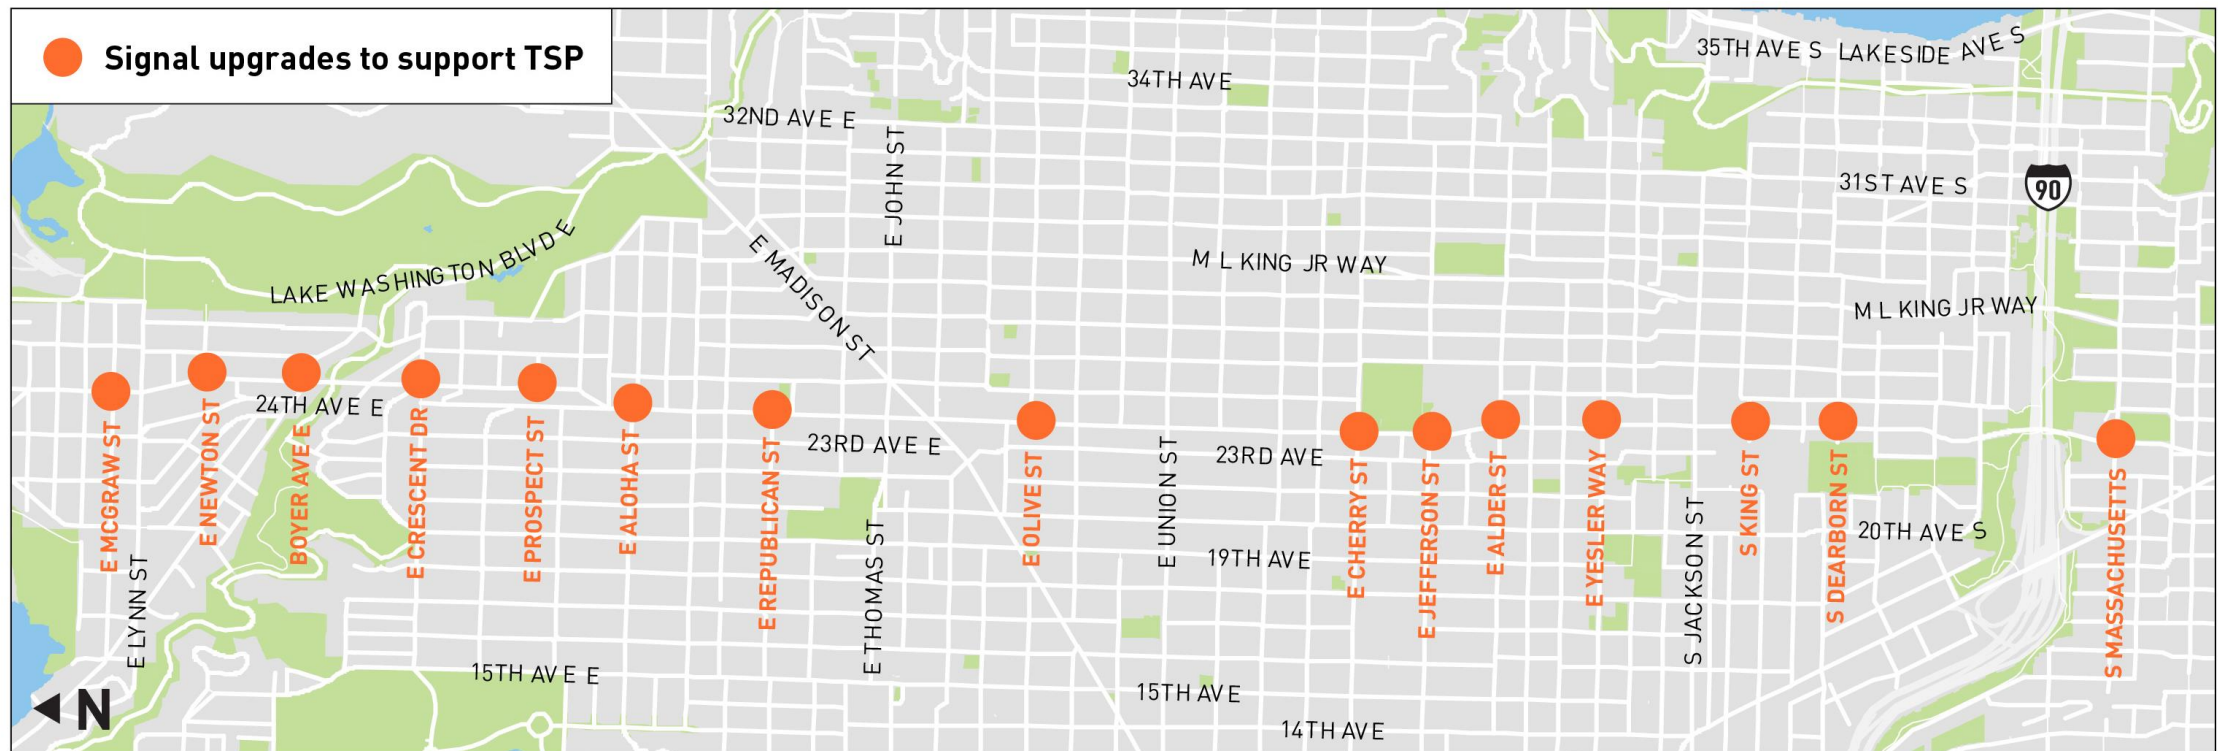 Signal upgrades to support TSP
35TH AVE S
LAKESIDE AVE S
34TH AVE
32ND AVE E
E JOHN ST
31ST AVE S
90
LAKE WASHINGTON BLVD E
E MADISON ST
M L KING JR WAY
M L KING JR WAY
24TH AVE E
23RD AVE E
23RD AVE
E MCGRAW ST
E NEWTON ST
BOYER AVE E
E CRESCENT DR
E PROSPECT ST
E ALOHA ST
E REPUBLICAN ST
E OLIVE ST
E UNION ST
E CHERRY ST
E JEFFERSON ST
E ALDER ST
E YESLER WAY
S JACKSON ST
S KING ST
S DEARBORN ST
S MASSACHUSETTS
E LYNN ST
E THOMAS ST
19TH AVE
20TH AVE S
15TH AVE E
15TH AVE
14TH AVE
N